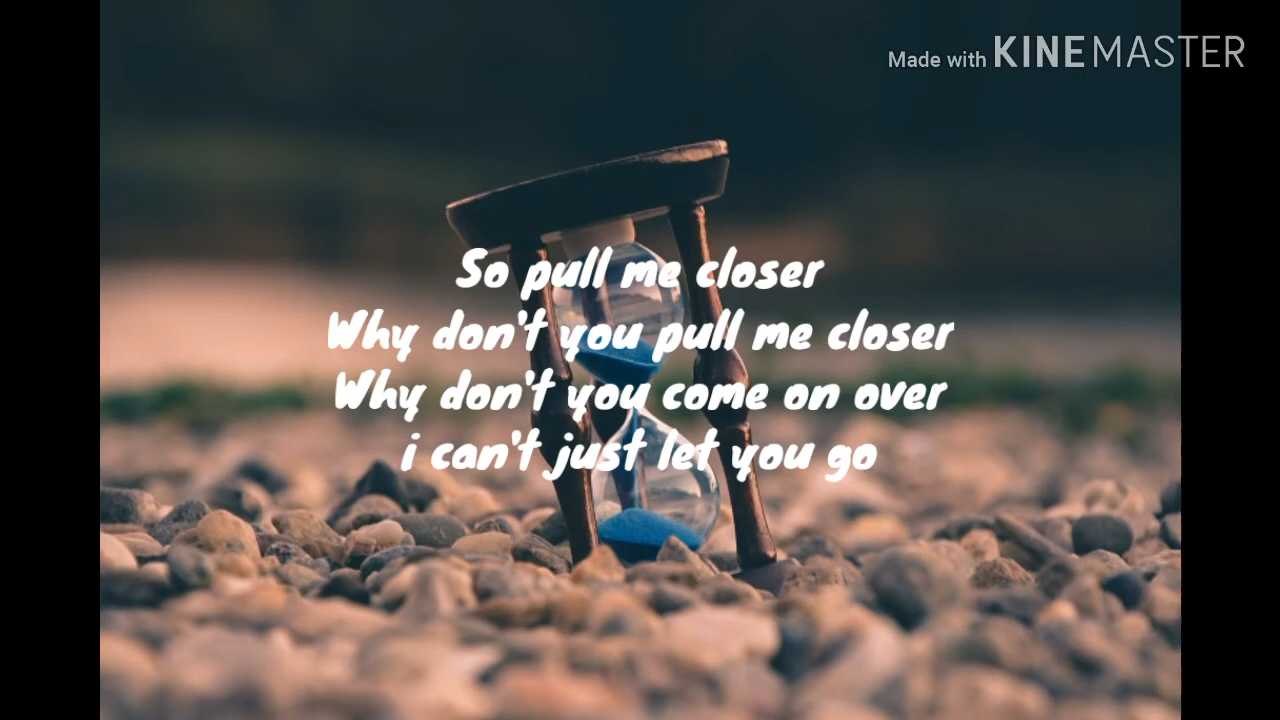 Made with KINEMASTER
So pull me closer
Why don't you pull me closer
Why don't you come on over
i can't just let you go